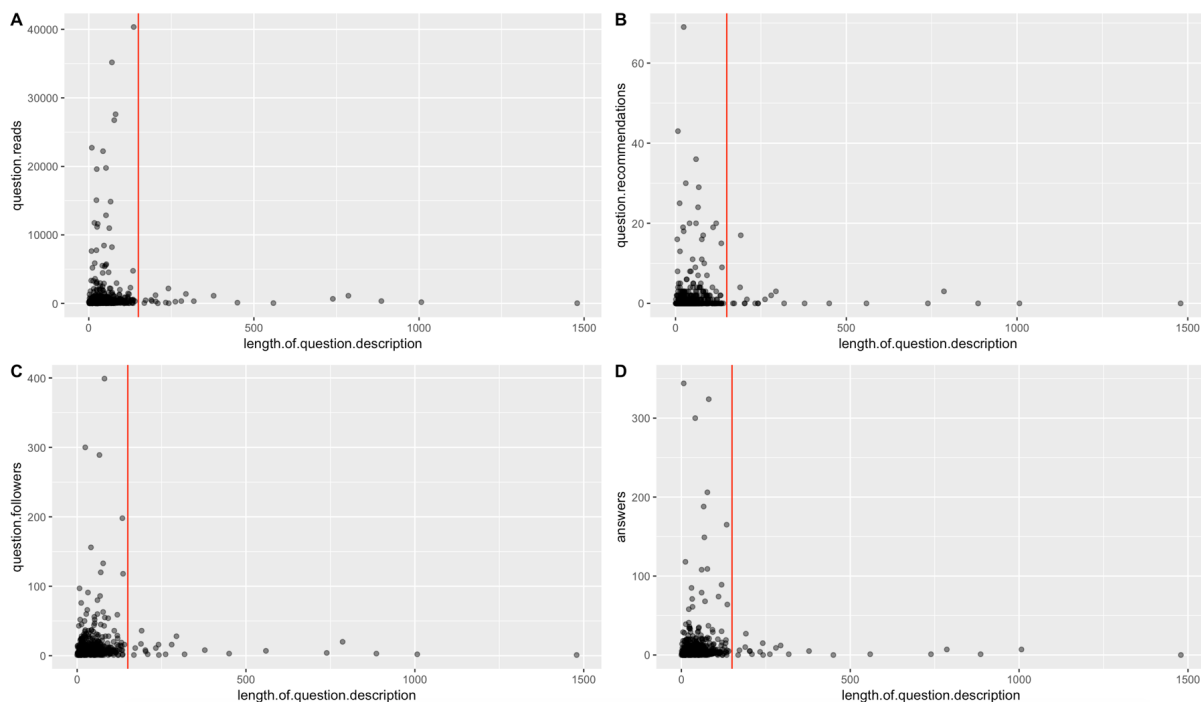 A
question.reads
40000
30000
20000
10000
0
0
500
1000
1500
length.of.question.description
B
question.recommendations
60
40
20
0
0
500
1000
1500
length.of.question.description
C
question.followers
400
300
200
100
0
0
500
1000
1500
length.of.question.description
D
answers
300
200
100
0
0
500
1000
1500
length.of.question.description